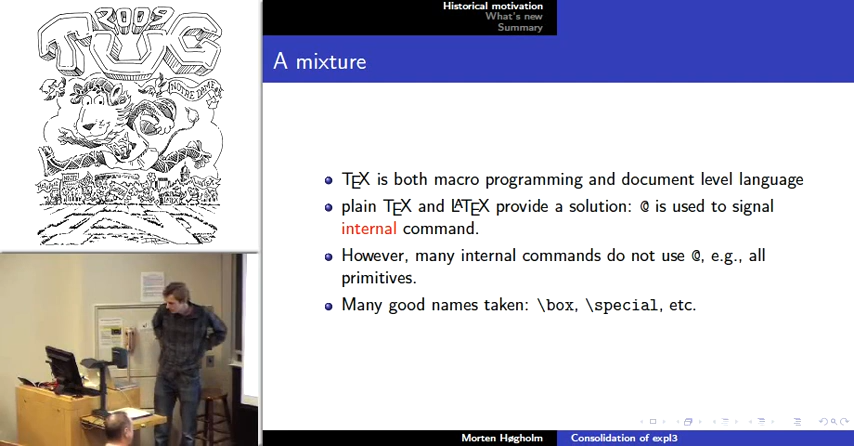 2009
TUG
NOTRE DAME
Historical motivation
What's new
Summary
A mixture
TEX is both macro programming and document level language
plain TEX and LATEX provide a solution: @ is used to signal
internal command.
However, many internal commands do not use @, e.g., all
primitives.
Many good names taken: \box, \special, etc.
Morten Høgholm
Consolidation of expl3